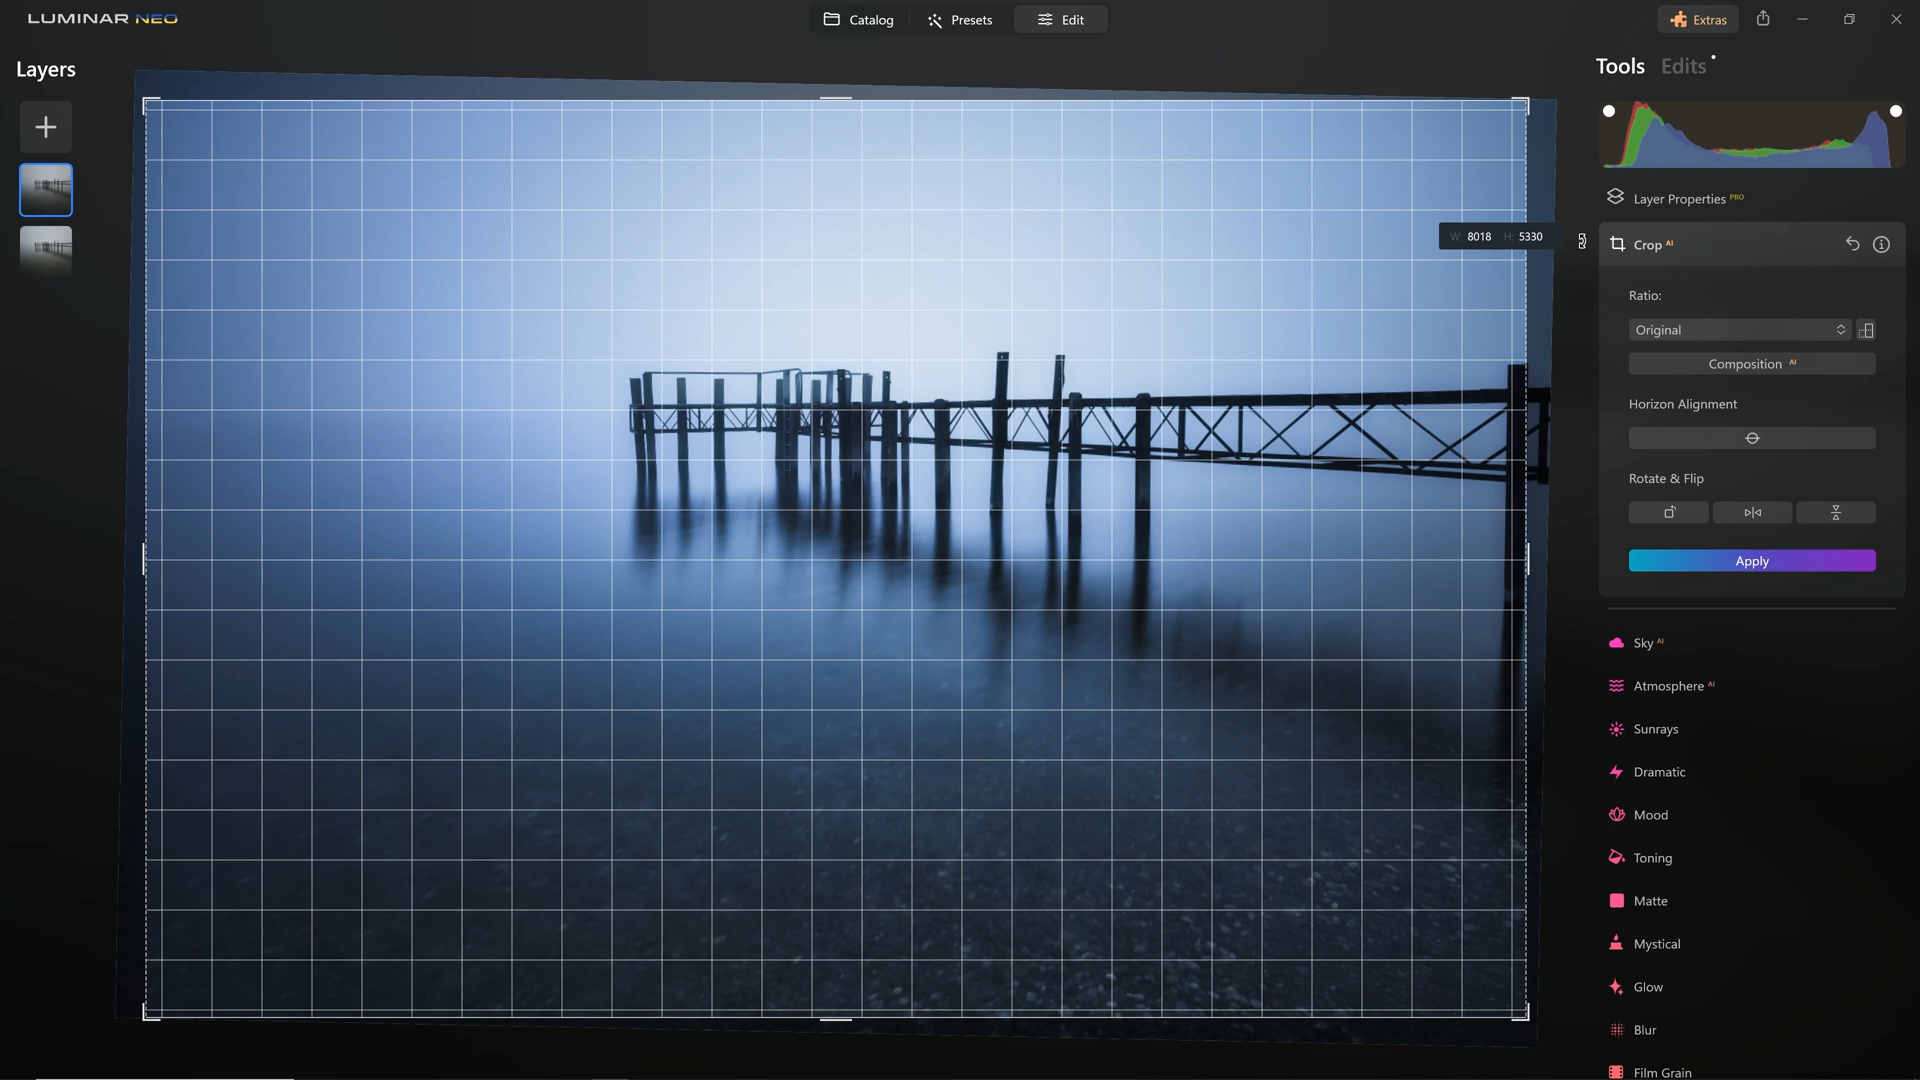 LUMINAR NEO
Catalog
Presets
Edit
Extras
Layers
Tools
Edits
Layer Properties PRO
W: 8018 H: 5330
Crop AI
Ratio:
Original
Composition AI
Horizon Alignment
Rotate & Flip
Apply
Sky AI
Atmosphere AI
Sunrays
Dramatic
Mood
Toning
Matte
Mystical
Glow
Blur
Film Grain